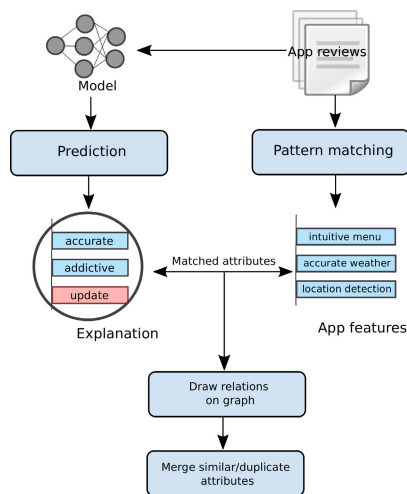 App reviews
Model
Prediction
Pattern matching
accurate
addictive
update
Explanation
Matched attributes
intuitive menu
accurate weather
location detection
App features
Draw relations
on graph
Merge similar/duplicate
attributes